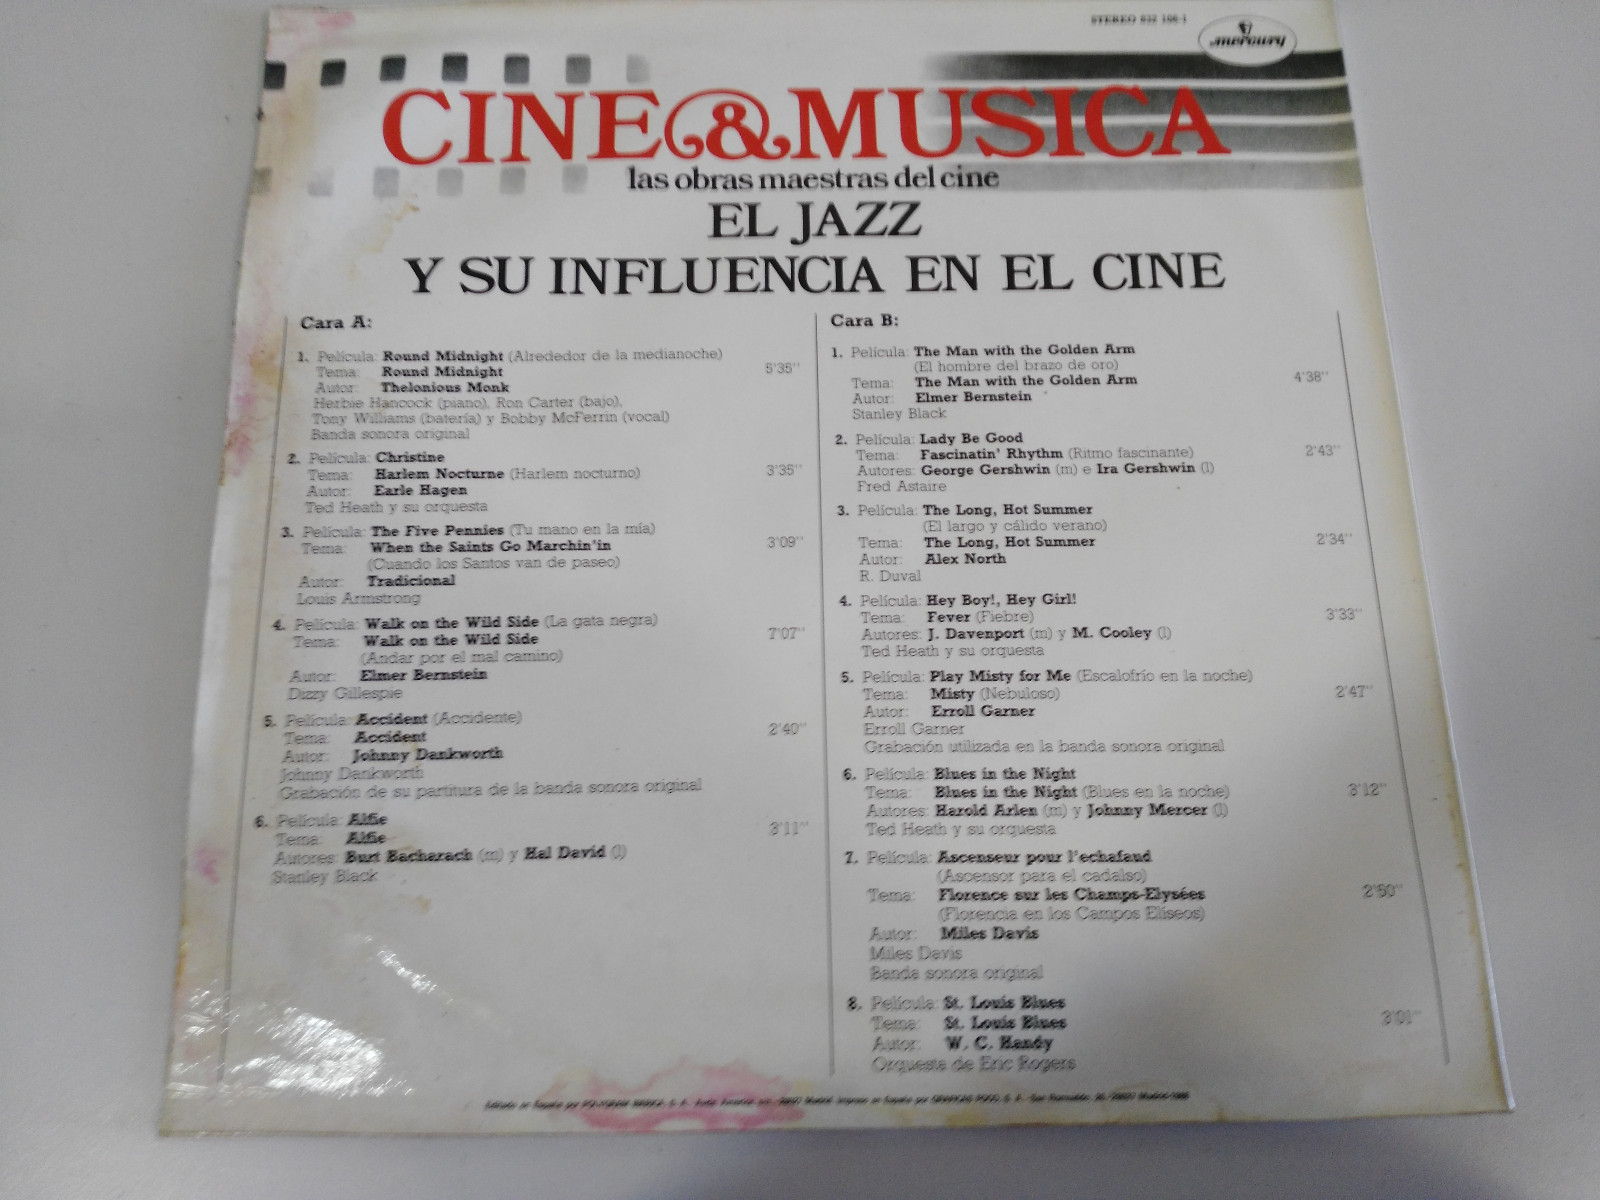 STEREO 832 106-1
mercury
CINE&MUSICA
las obras maestras del cine
EL JAZZ
Y SU INFLUENCIA EN EL CINE
Cara A:
1. Película: Round Midnight (Alrededor de la medianoche)
Tema: Round Midnight 5'35''
Autor: Thelonious Monk
Herbie Hancock (piano), Ron Carter (bajo),
Tony Williams (batería) y Bobby McFerrin (vocal)
Banda sonora original
2. Película: Christine
Tema: Harlem Nocturne (Harlem nocturno) 3'35''
Autor: Earle Hagen
Ted Heath y su orquesta
3. Película: The Five Pennies (Tu mano en la mía)
Tema: When the Saints Go Marchin'in 3'09''
(Cuando los Santos van de paseo)
Autor: Tradicional
Louis Armstrong
4. Película: Walk on the Wild Side (La gata negra)
Tema: Walk on the Wild Side 7'07''
(Andar por el mal camino)
Autor: Elmer Bernstein
Dizzy Gillespie
5. Película: Accident (Accidente)
Tema: Accident 2'40''
Autor: Johnny Dankworth
Johnny Dankworth
Grabación de su partitura de la banda sonora original
6. Película: Alfie
Tema: Alfie 3'11''
Autores: Burt Bacharach (m) y Hal David (l)
Stanley Black
Cara B:
1. Película: The Man with the Golden Arm
(El hombre del brazo de oro)
Tema: The Man with the Golden Arm 4'38''
Autor: Elmer Bernstein
Stanley Black
2. Película: Lady Be Good
Tema: Fascinatin' Rhythm (Ritmo fascinante) 2'43''
Autores: George Gershwin (m) e Ira Gershwin (l)
Fred Astaire
3. Película: The Long, Hot Summer
(El largo y cálido verano)
Tema: The Long, Hot Summer 2'34''
Autor: Alex North
R. Duval
4. Película: Hey Boy!, Hey Girl!
Tema: Fever (Fiebre) 3'33''
Autores: J. Davenport (m) y M. Cooley (l)
Ted Heath y su orquesta
5. Película: Play Misty for Me (Escalofrío en la noche)
Tema: Misty (Nebuloso) 2'47''
Autor: Erroll Garner
Erroll Garner
Grabación utilizada en la banda sonora original
6. Película: Blues in the Night
Tema: Blues in the Night (Blues en la noche) 3'12''
Autores: Harold Arlen (m) y Johnny Mercer (l)
Ted Heath y su orquesta
7. Película: Ascenseur pour l'echafaud
(Ascensor para el cadalso)
Tema: Florence sur les Champs-Elysées 2'50''
(Florencia en los Campos Elíseos)
Autor: Miles Davis
Miles Davis
Banda sonora original
8. Película: St. Louis Blues
Tema: St. Louis Blues 3'01''
Autor: W. C. Handy
Orquesta de Eric Rogers
Editado en España por POLYGRAM IBERICA, S. A. Madrid. Impreso en España por S. A.